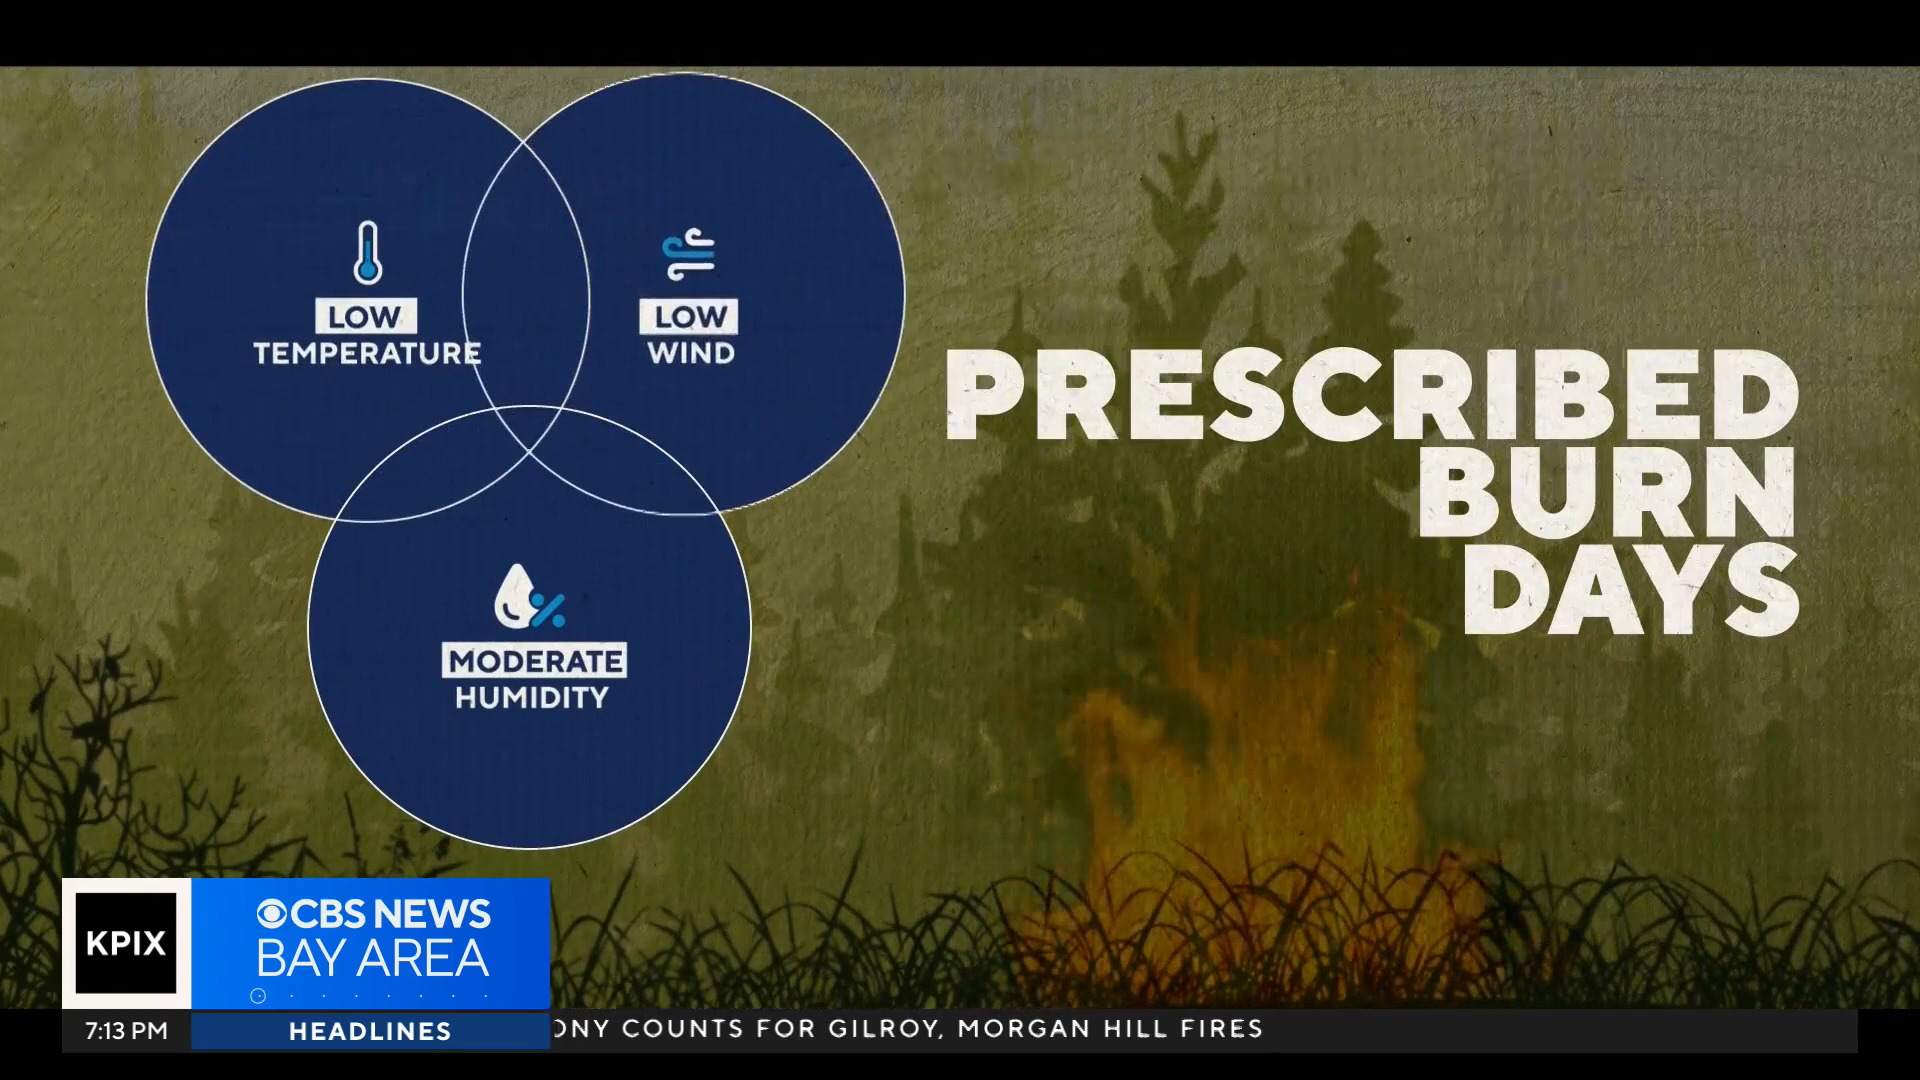 LOW
TEMPERATURE
LOW
WIND
MODERATE
HUMIDITY
PRESCRIBED
BURN
DAYS
KPIX
CBS NEWS
BAY AREA
7:13 PM
HEADLINES
COUNTS FOR GILROY, MORGAN HILL FIRES